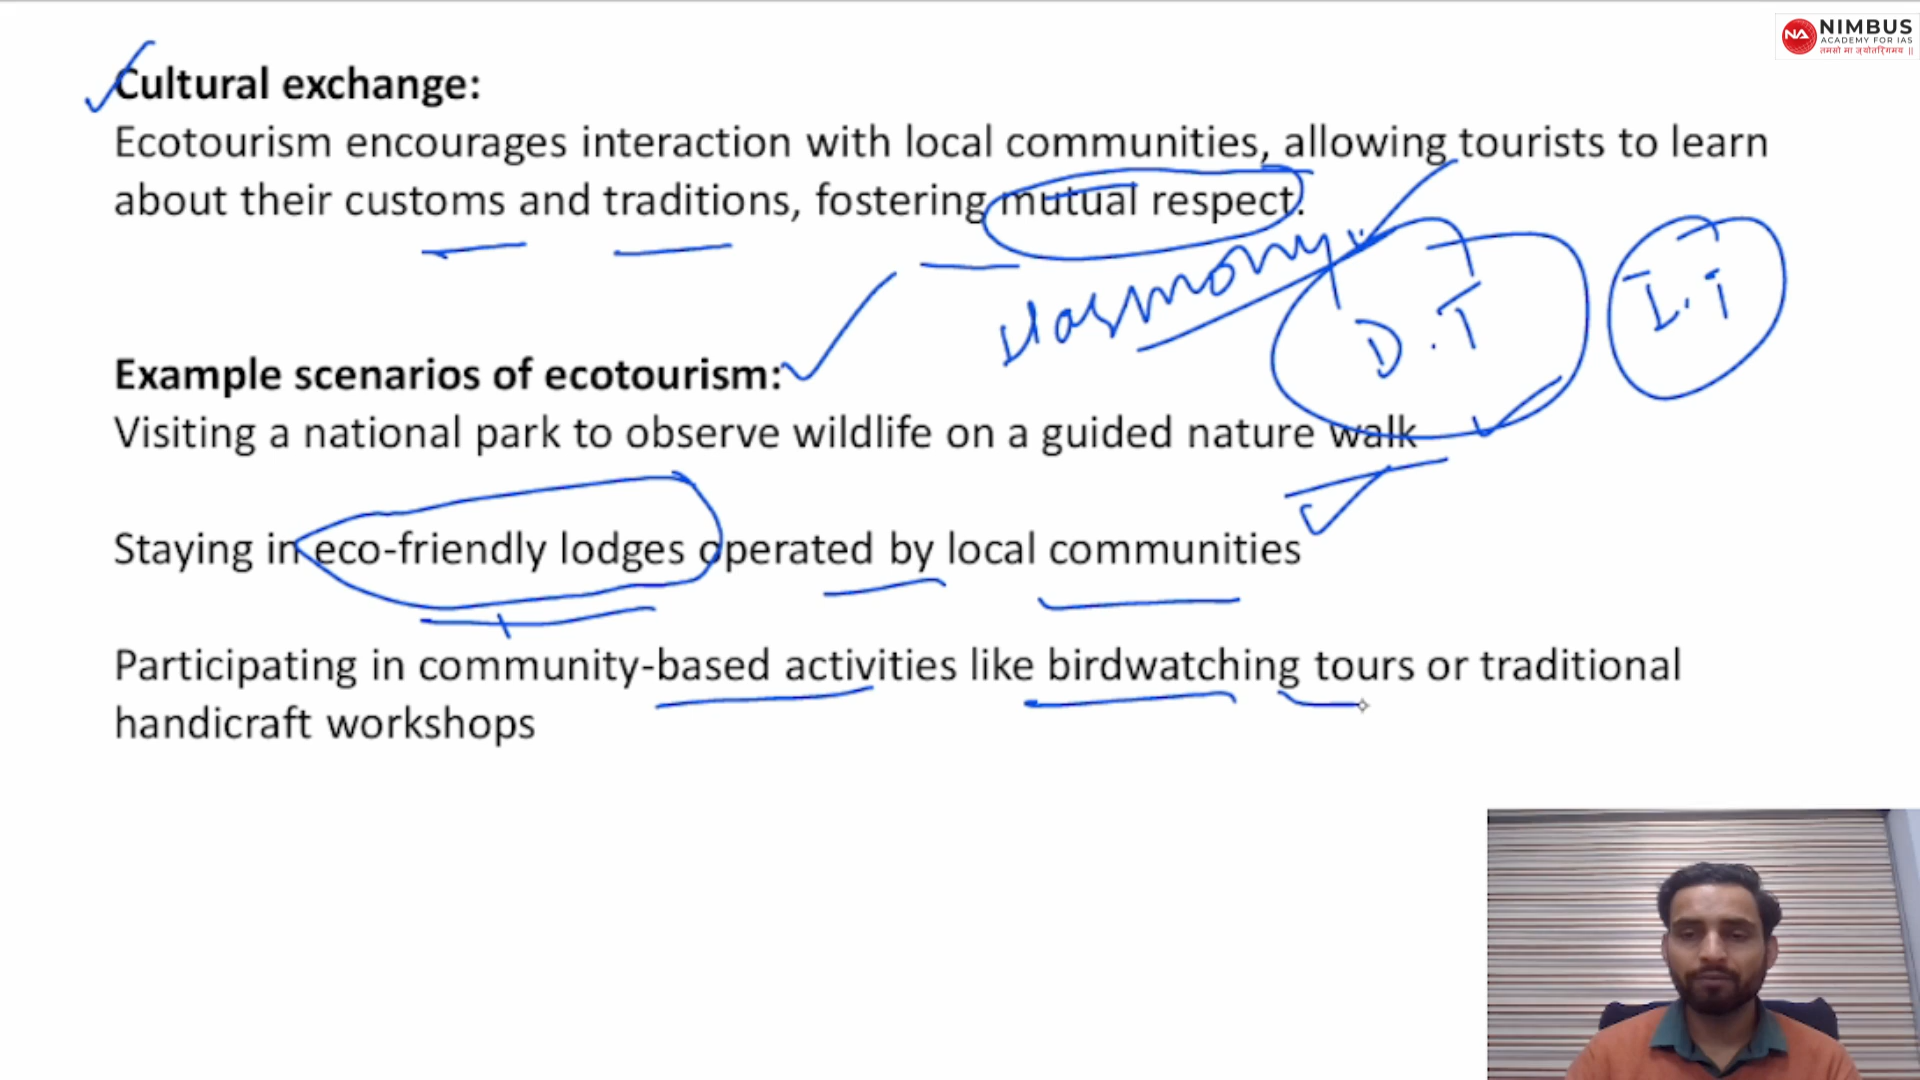 NIMBUS
ACADEMY FOR IAS
तमसो मा ज्योतिर्गमय ||
NA
Cultural exchange:
Ecotourism encourages interaction with local communities, allowing tourists to learn
about their customs and traditions, fostering mutual respect.
Harmony
D.T
I.T
Example scenarios of ecotourism:
Visiting a national park to observe wildlife on a guided nature walk
Staying in eco-friendly lodges operated by local communities
Participating in community-based activities like birdwatching tours or traditional
handicraft workshops